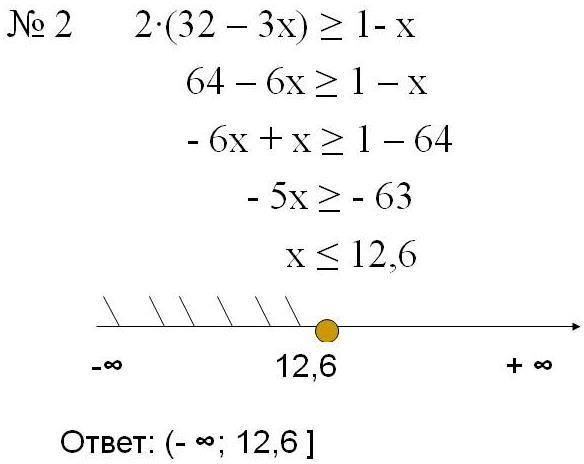 № 2 2·(32 – 3x) ≥ 1- x
64 – 6x ≥ 1 – x
- 6x + x ≥ 1 – 64
- 5x ≥ - 63
x ≤ 12,6
-∞ 12,6 + ∞
Ответ: (- ∞; 12,6 ]